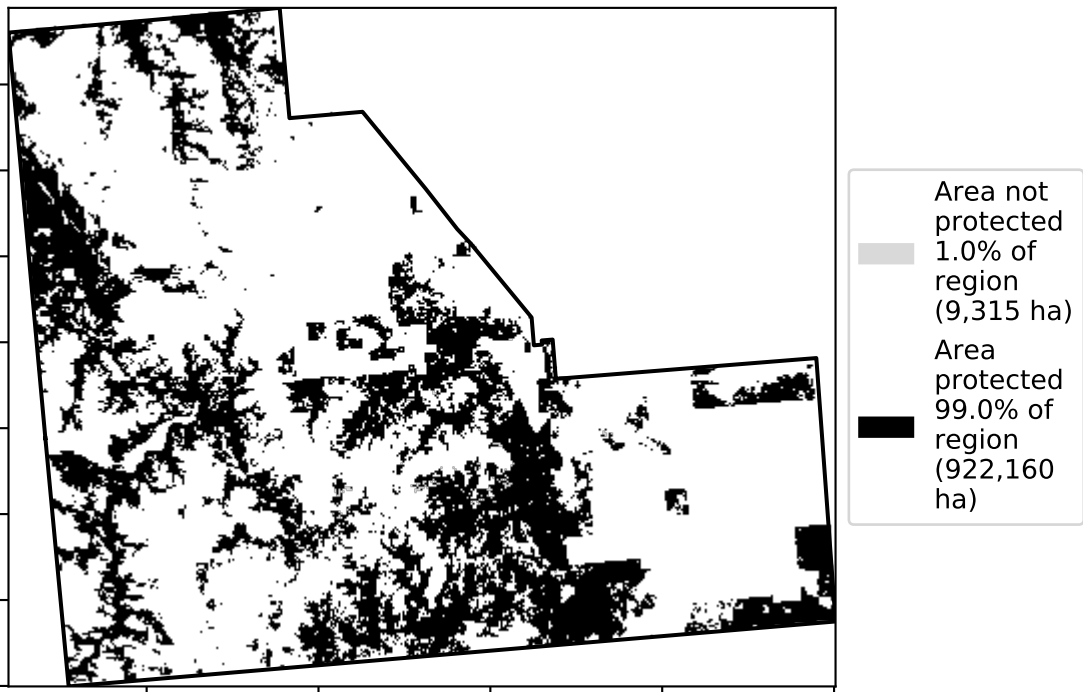 Area not
protected
1.0% of
region
(9,315 ha)
Area
protected
99.0% of
region
(922,160
ha)